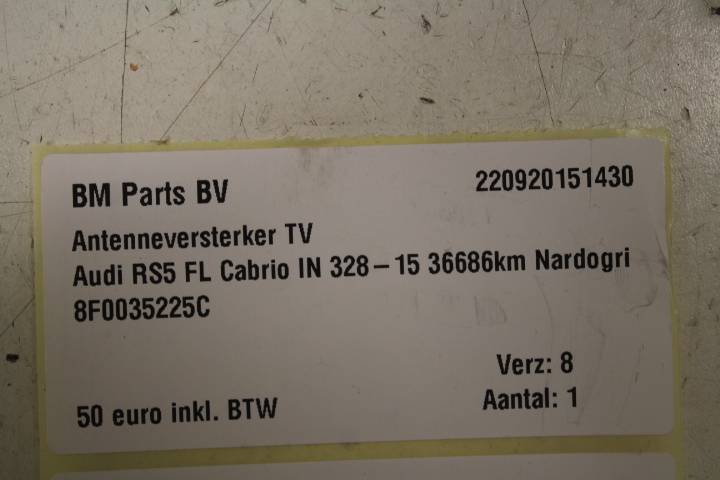 BM Parts BV 220920151430
Antenneversterker TV
Audi RS5 FL Cabrio IN 328-15 36686km Nardogri
8F0035225C
Verz: 8
50 euro inkl. BTW Aantal: 1